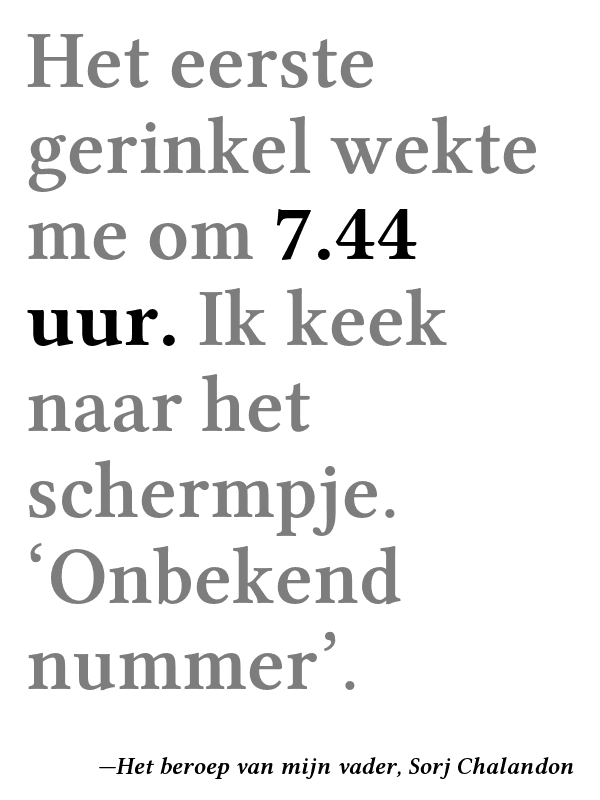 Het eerste
gerinkel wekte
me om 7.44
uur. Ik keek
naar het
schermpje.
‘Onbekend
nummer’.
—Het beroep van mijn vader, Sorj Chalandon